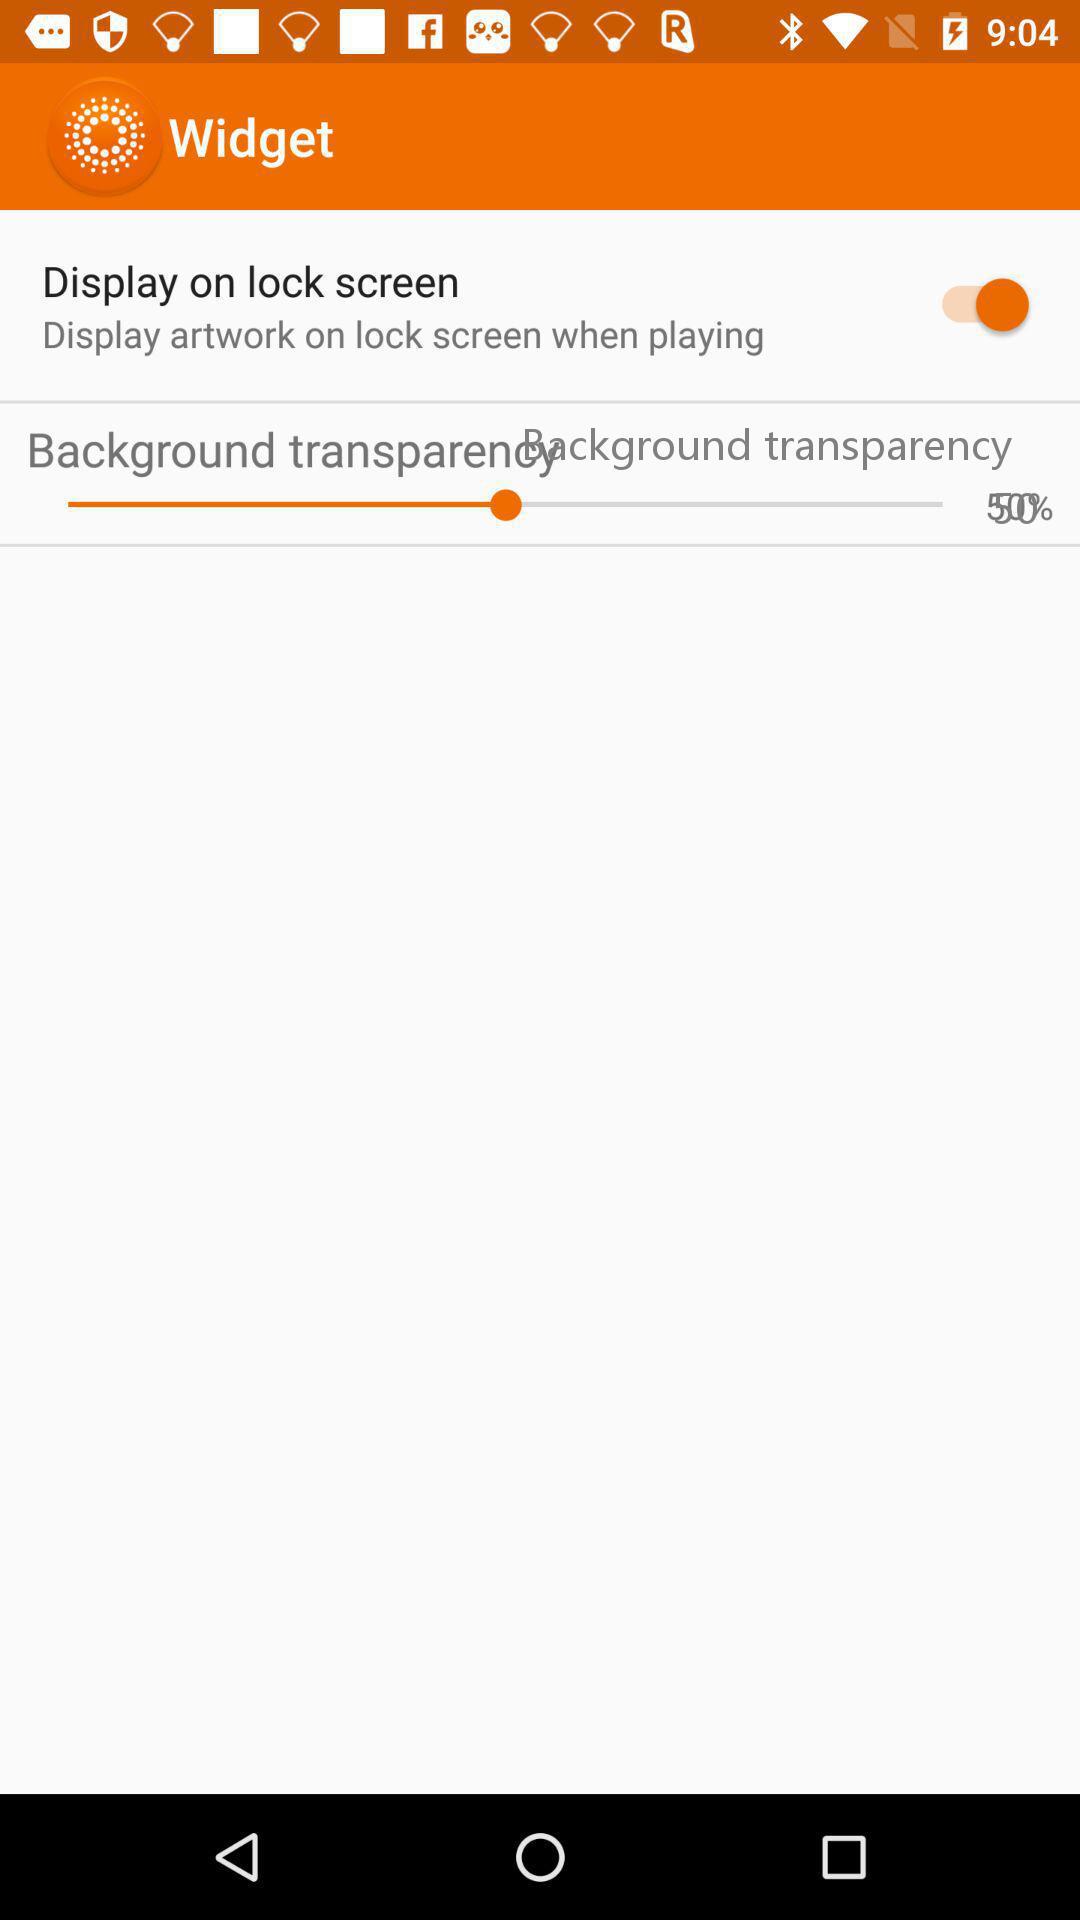 9:04
Widget
Display on lock screen
Display artwork on lock screen when playing
Background transparency Background transparency
50% 50